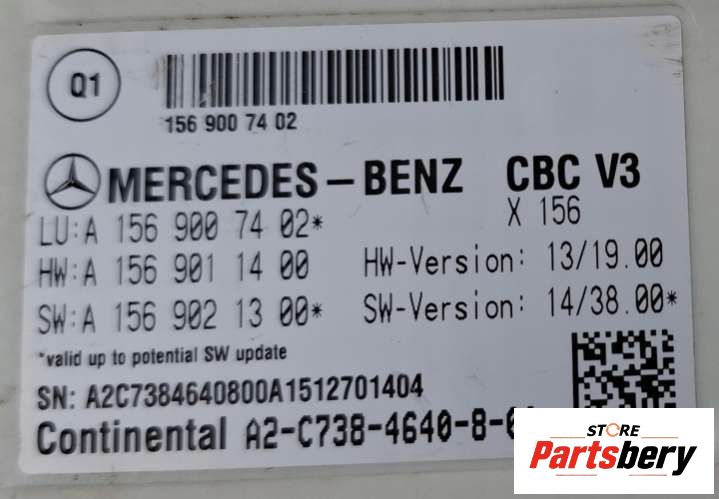 Q1
156 900 74 02
MERCEDES-BENZ CBC V3
X 156
LU:A 156 900 74 02*
HW:A 156 901 14 00 HW-Version: 13/19.00
SW:A 156 902 13 00* SW-Version: 14/38.00*
*valid up to potential SW update
SN: A2C7384640800A1512701404
Continental A2-C738-4640-8-0
STORE
Partsbery